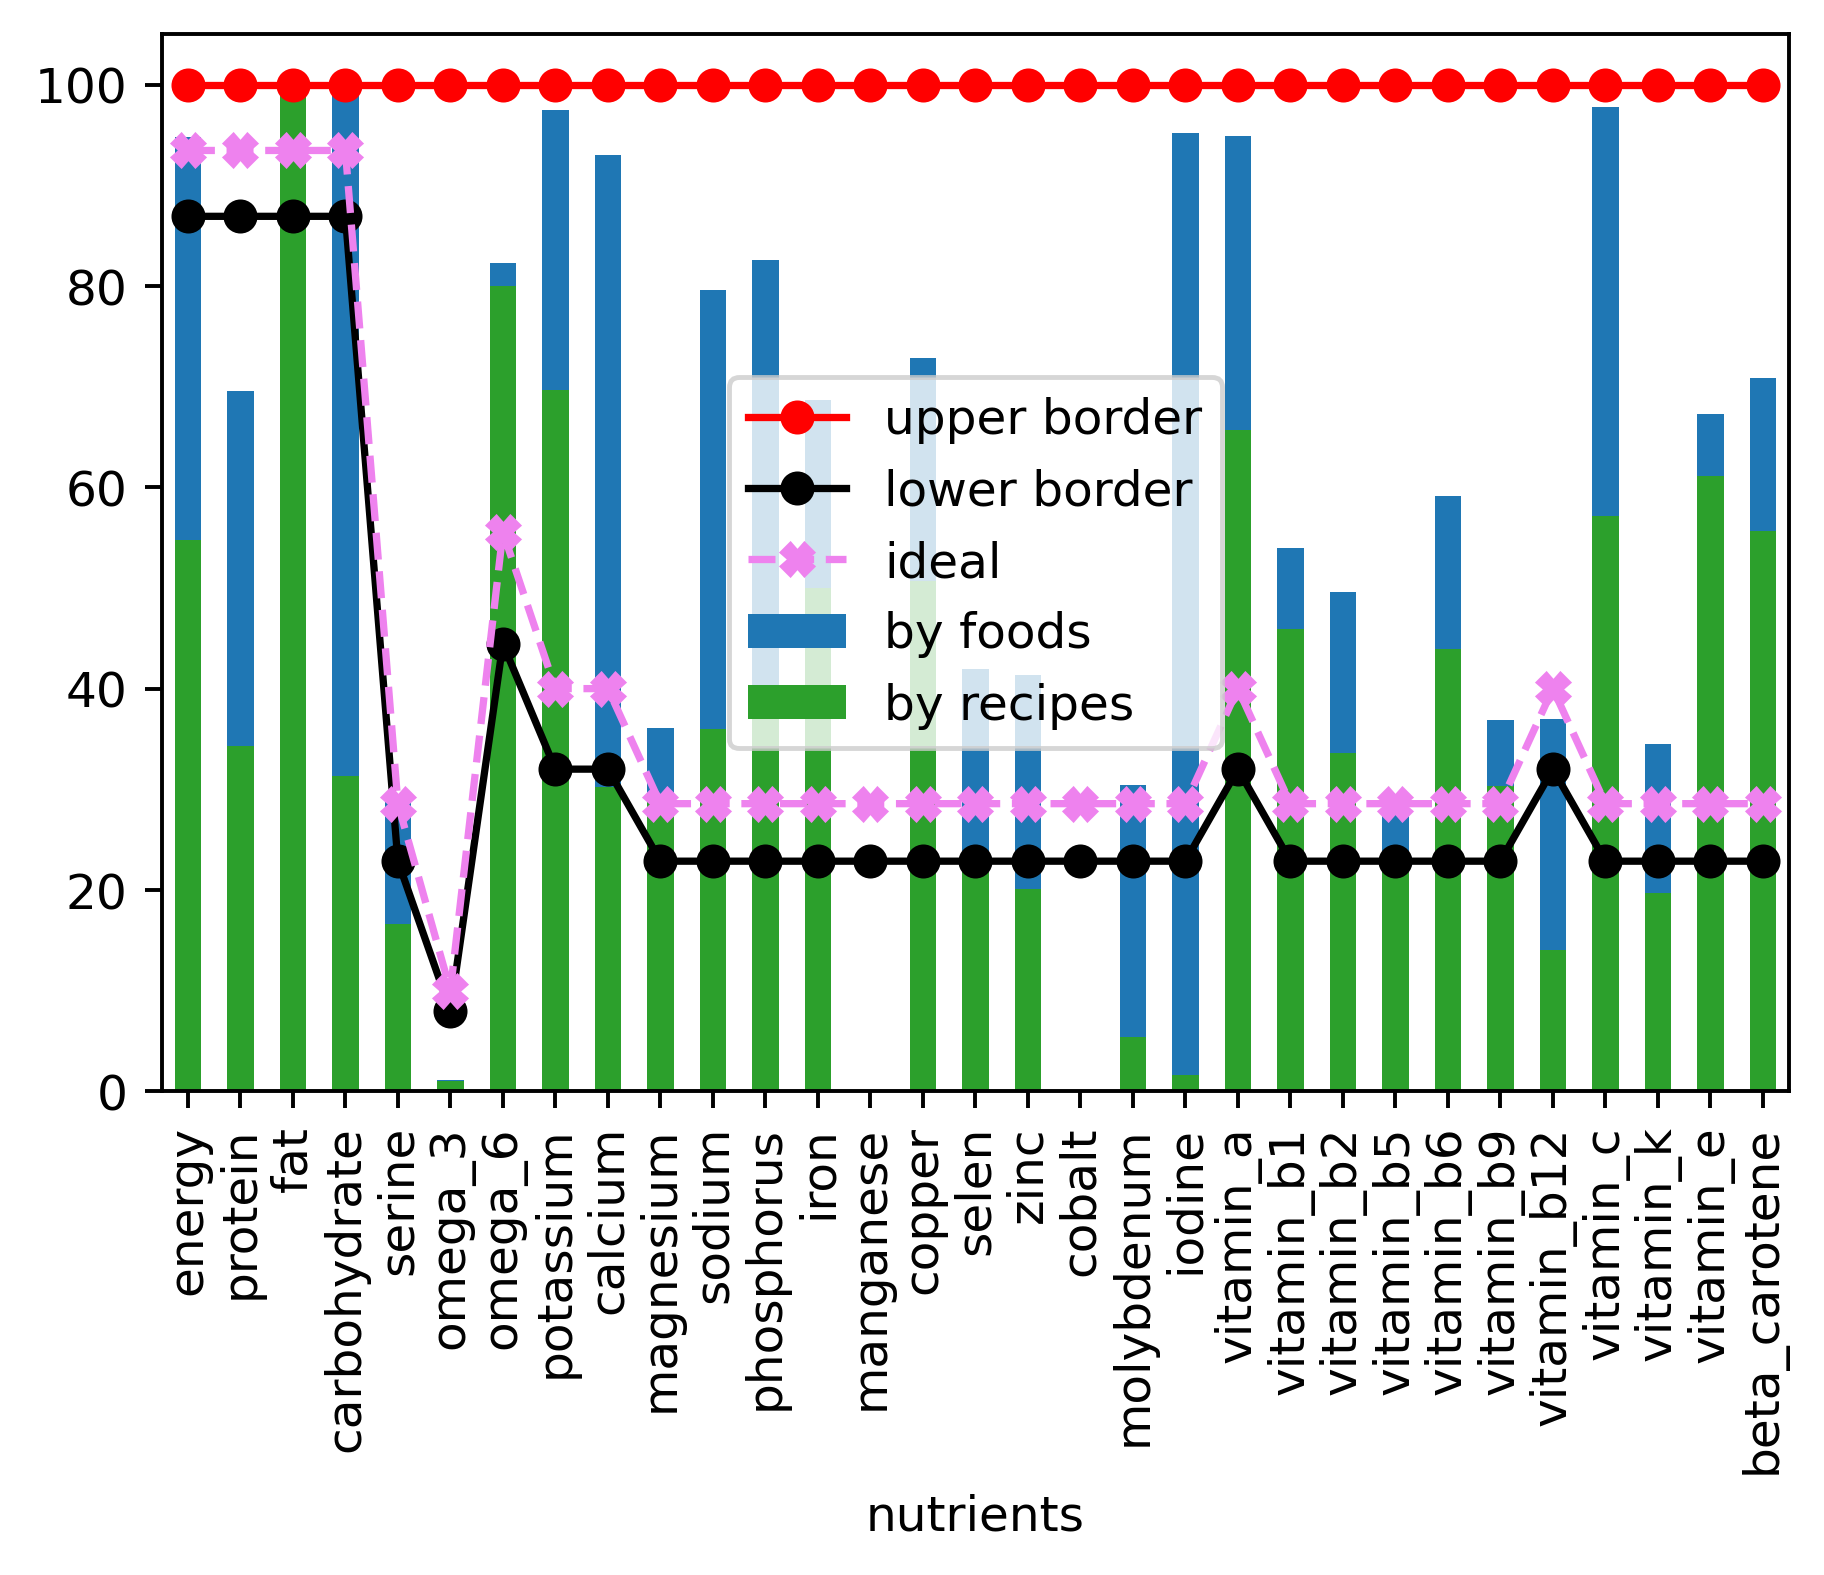 100
80
60
40
20
0
upper border
lower border
ideal
by foods
by recipes
energy
protein
fat
carbohydrate
serine
omega_3
omega_6
potassium
calcium
magnesium
sodium
phosphorus
iron
manganese
copper
selen
zinc
cobalt
molybdenum
iodine
vitamin_a
vitamin_b1
vitamin_b2
vitamin_b5
vitamin_b6
vitamin_b9
vitamin_b12
vitamin_c
vitamin_k
vitamin_e
beta_carotene
nutrients